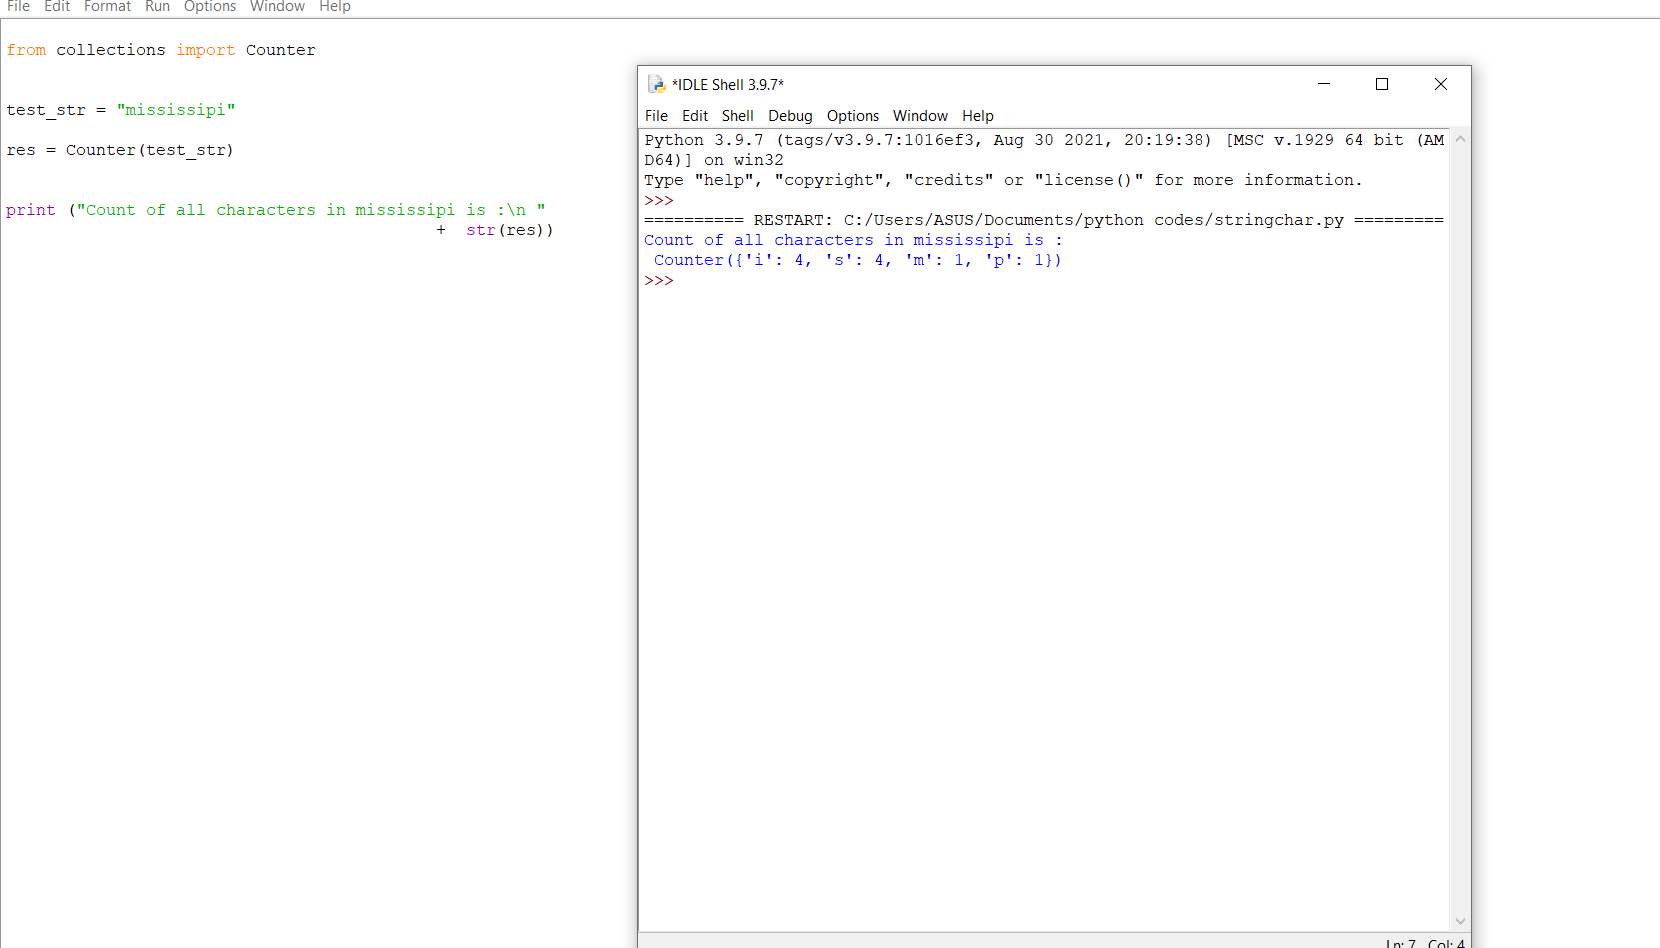 File Edit Format Run Options Window Help
from collections import Counter
test_str = "mississipi"
res = Counter(test_str)
print ("Count of all characters in mississipi is :\n "
+ str(res))
*IDLE Shell 3.9.7*
File Edit Shell Debug Options Window Help
Python 3.9.7 (tags/v3.9.7:1016ef3, Aug 30 2021, 20:19:38) [MSC v.1929 64 bit (AM
D64)] on win32
Type "help", "copyright", "credits" or "license()" for more information.
>>>
========== RESTART: C:/Users/ASUS/Documents/python codes/stringchar.py =========
Count of all characters in mississipi is :
Counter({'i': 4, 's': 4, 'm': 1, 'p': 1})
>>>
Ln: 7 Col: 4